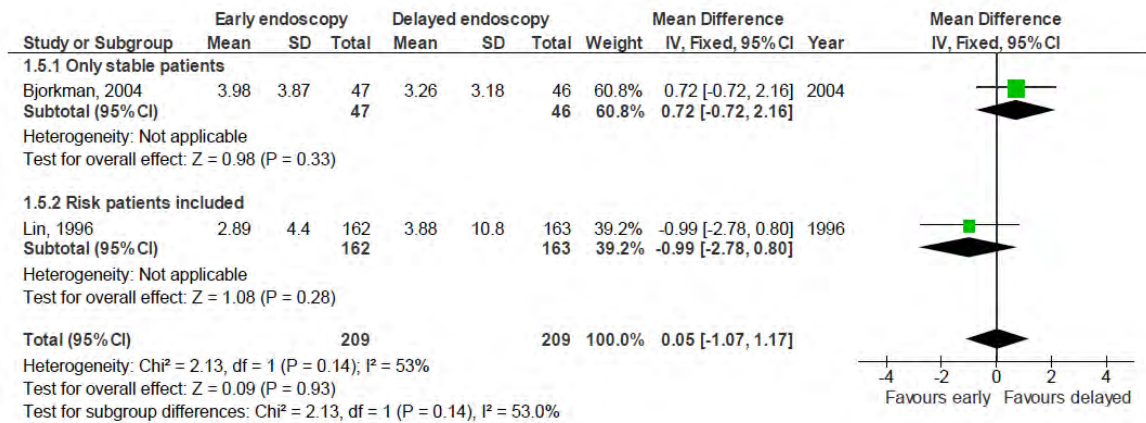 Early endoscopy Delayed endoscopy Mean Difference Mean Difference
Study or Subgroup Mean SD Total Mean SD Total Weight IV, Fixed, 95% CI Year IV, Fixed, 95% CI
1.5.1 Only stable patients
Bjorkman, 2004 3.98 3.87 47 3.26 3.18 46 60.8% 0.72 [-0.72, 2.16] 2004
Subtotal (95% CI) 47 46 60.8% 0.72 [-0.72, 2.16]
Heterogeneity: Not applicable
Test for overall effect: Z = 0.98 (P = 0.33)
1.5.2 Risk patients included
Lin, 1996 2.89 4.4 162 3.88 10.8 163 39.2% -0.99 [-2.78, 0.80] 1996
Subtotal (95% CI) 162 163 39.2% -0.99 [-2.78, 0.80]
Heterogeneity: Not applicable
Test for overall effect: Z = 1.08 (P = 0.28)
Total (95% CI) 209 209 100.0% 0.05 [-1.07, 1.17]
Heterogeneity: Chi² = 2.13, df = 1 (P = 0.14); I² = 53%
Test for overall effect: Z = 0.09 (P = 0.93)
Test for subgroup differences: Chi² = 2.13, df = 1 (P = 0.14), I² = 53.0%
-4 -2 0 2 4
Favours early Favours delayed